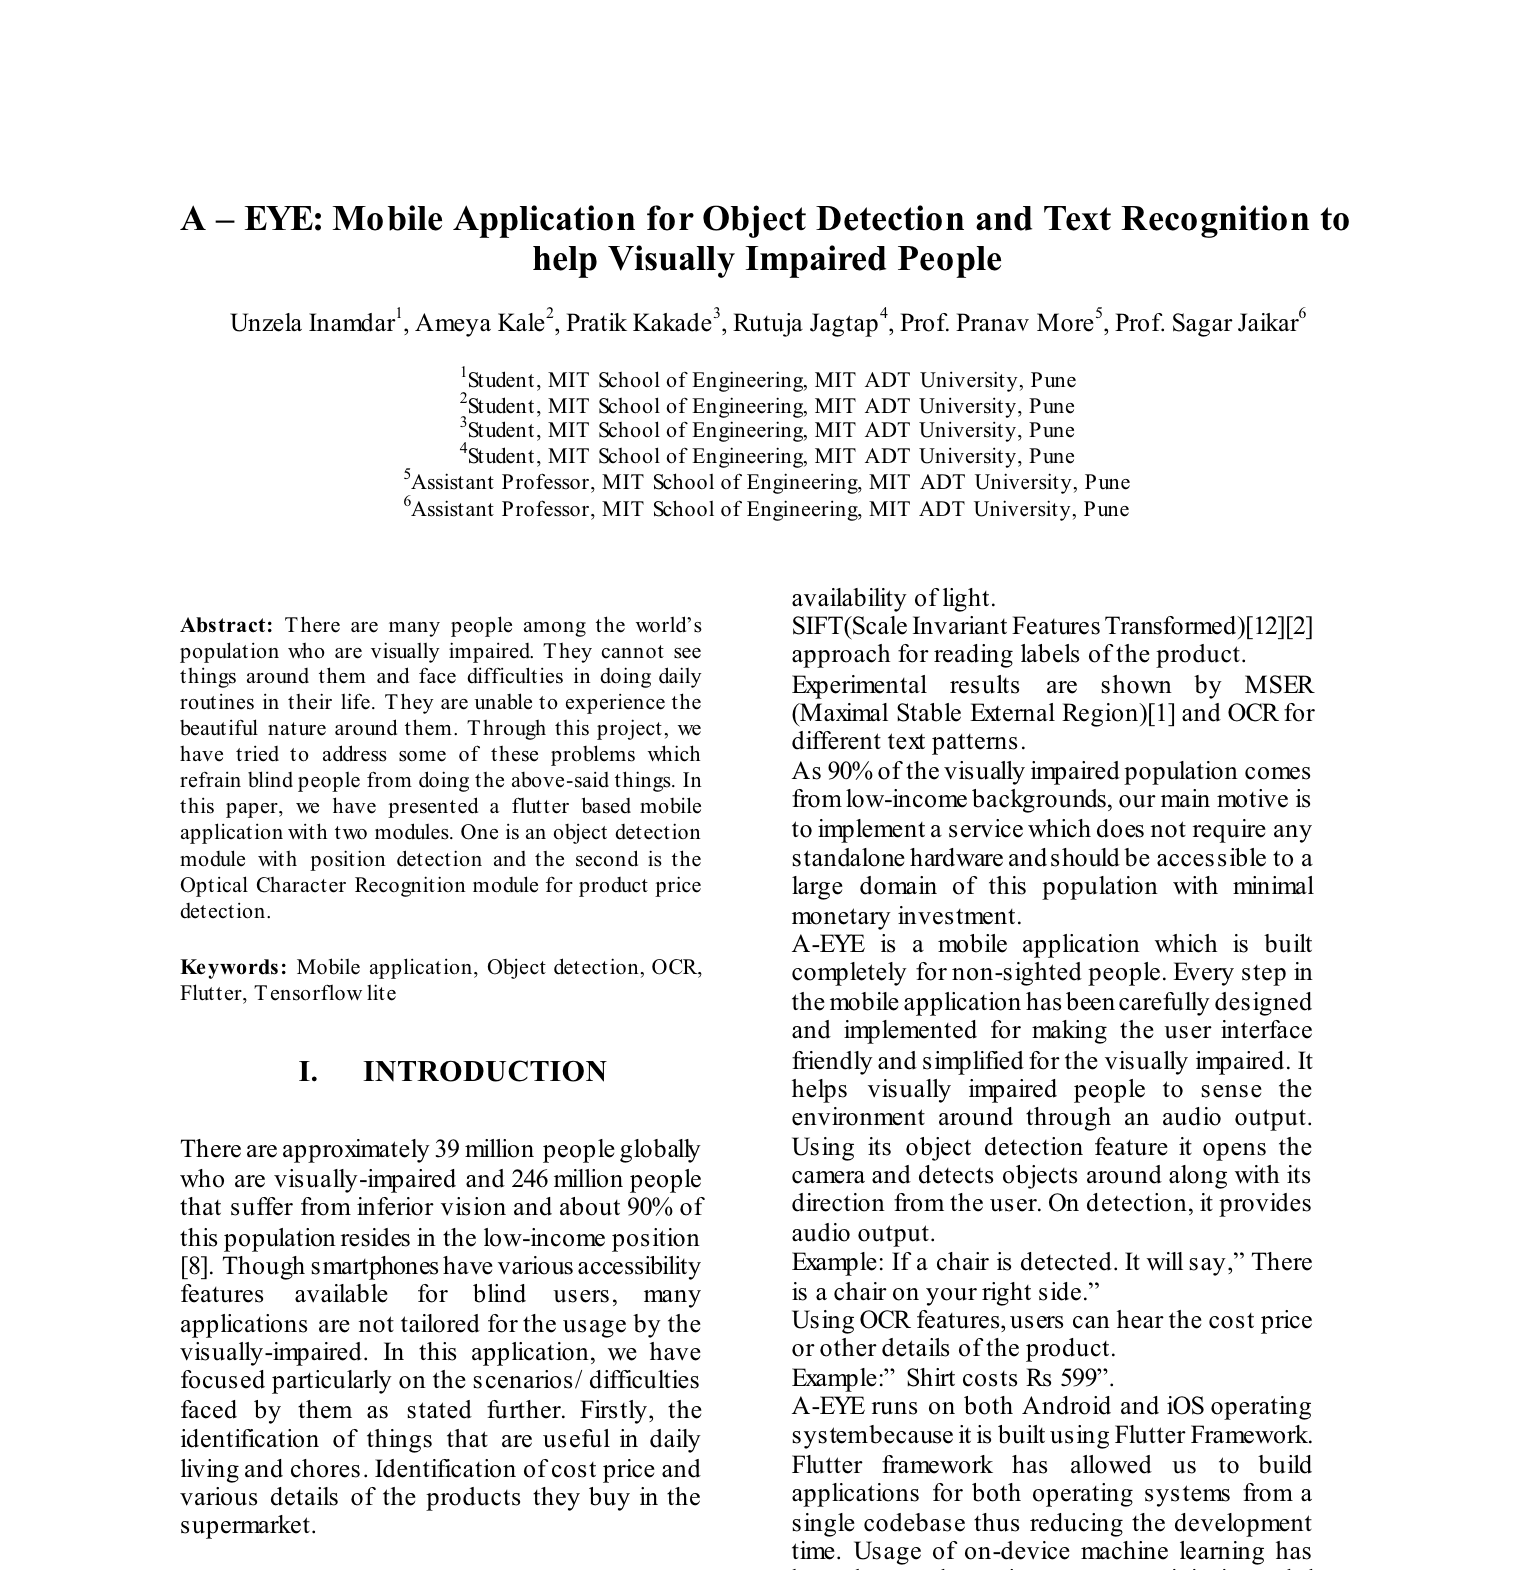 A – EYE: Mobile Application for Object Detection and Text Recognition to
help Visually Impaired People
Unzela Inamdar1, Ameya Kale2, Pratik Kakade3, Rutuja Jagtap4, Prof. Pranav More5, Prof. Sagar Jaikar6
1Student, MIT School of Engineering, MIT ADT University, Pune
2Student, MIT School of Engineering, MIT ADT University, Pune
3Student, MIT School of Engineering, MIT ADT University, Pune
4Student, MIT School of Engineering, MIT ADT University, Pune
5Assistant Professor, MIT School of Engineering, MIT ADT University, Pune
6Assistant Professor, MIT School of Engineering, MIT ADT University, Pune
Abstract: There are many people among the world’s
population who are visually impaired. They cannot see
things around them and face difficulties in doing daily
routines in their life. They are unable to experience the
beautiful nature around them. Through this project, we
have tried to address some of these problems which
refrain blind people from doing the above-said things. In
this paper, we have presented a flutter based mobile
application with two modules. One is an object detection
module with position detection and the second is the
Optical Character Recognition module for product price
detection.
Keywords: Mobile application, Object detection, OCR,
Flutter, Tensorflow lite
I. INTRODUCTION
There are approximately 39 million people globally
who are visually-impaired and 246 million people
that suffer from inferior vision and about 90% of
this population resides in the low-income position
[8]. Though smartphones have various accessibility
features available for blind users, many
applications are not tailored for the usage by the
visually-impaired. In this application, we have
focused particularly on the scenarios/ difficulties
faced by them as stated further. Firstly, the
identification of things that are useful in daily
living and chores. Identification of cost price and
various details of the products they buy in the
supermarket.
availability of light.
SIFT(Scale Invariant Features Transformed)[12][2]
approach for reading labels of the product.
Experimental results are shown by MSER
(Maximal Stable External Region)[1] and OCR for
different text patterns.
As 90% of the visually impaired population comes
from low-income backgrounds, our main motive is
to implement a service which does not require any
standalone hardware and should be accessible to a
large domain of this population with minimal
monetary investment.
A-EYE is a mobile application which is built
completely for non-sighted people. Every step in
the mobile application has been carefully designed
and implemented for making the user interface
friendly and simplified for the visually impaired. It
helps visually impaired people to sense the
environment around through an audio output.
Using its object detection feature it opens the
camera and detects objects around along with its
direction from the user. On detection, it provides
audio output.
Example: If a chair is detected. It will say,” There
is a chair on your right side.”
Using OCR features, users can hear the cost price
or other details of the product.
Example:” Shirt costs Rs 599”.
A-EYE runs on both Android and iOS operating
system because it is built using Flutter Framework.
Flutter framework has allowed us to build
applications for both operating systems from a
single codebase thus reducing the development
time. Usage of on-device machine learning has